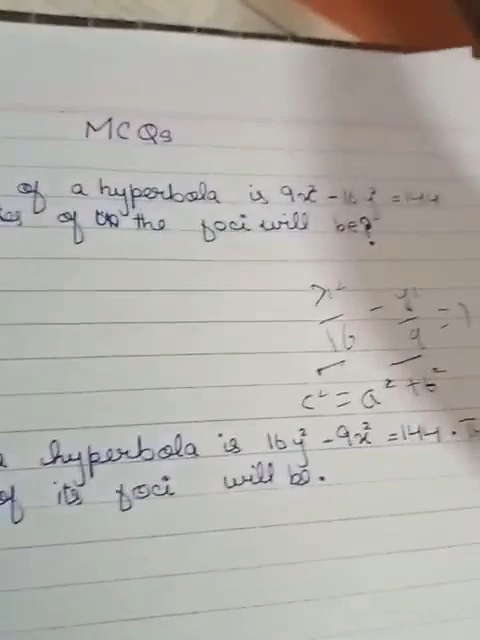 MCQs
of a hyperbola is 9x² - 16y² = 144
of the foci will be?
x²/16 - y²/9 = 1
c² = a² + b²
hyperbola is 16y² - 9x² = 144.
of its foci will be.